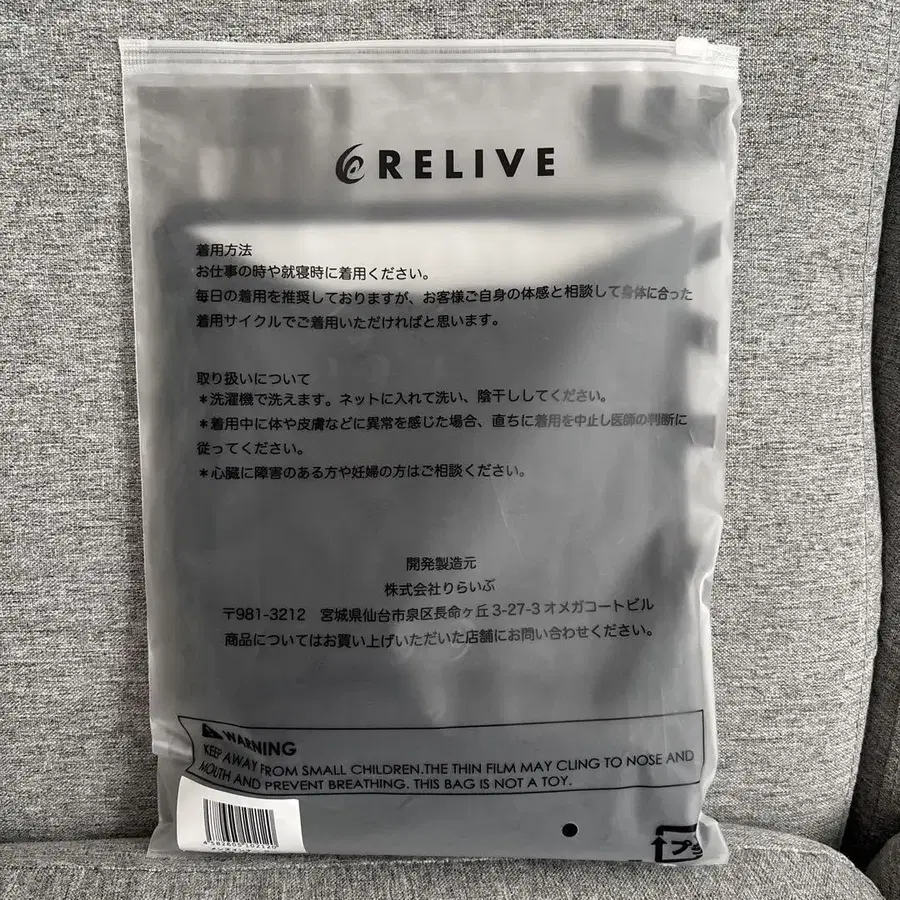 RELIVE
着用方法
お仕事の時や就寝時に着用ください。
毎日の着用を推奨しておりますが、お客様ご自身の体感と相談して身体に合った
着用サイクルでご着用いただければと思います。
取り扱いについて
*洗濯機で洗えます。ネットに入れて洗い、陰干ししてください。
*着用中に体や皮膚などに異常を感じた場合、直ちに着用を中止し医師の判断に
従ってください。
*心臓に障害のある方や妊婦の方はご相談ください。
開発製造元
株式会社りらいぶ
〒981-3212 宮城県仙台市泉区長命ヶ丘3-27-3 オメガコートビル
商品についてはお買い上げいただいた店舗にお問い合わせください。
WARNING
KEEP AWAY FROM SMALL CHILDREN.THE THIN FILM MAY CLING TO NOSE AND
MOUTH AND PREVENT BREATHING. THIS BAG IS NOT A TOY.
プラ